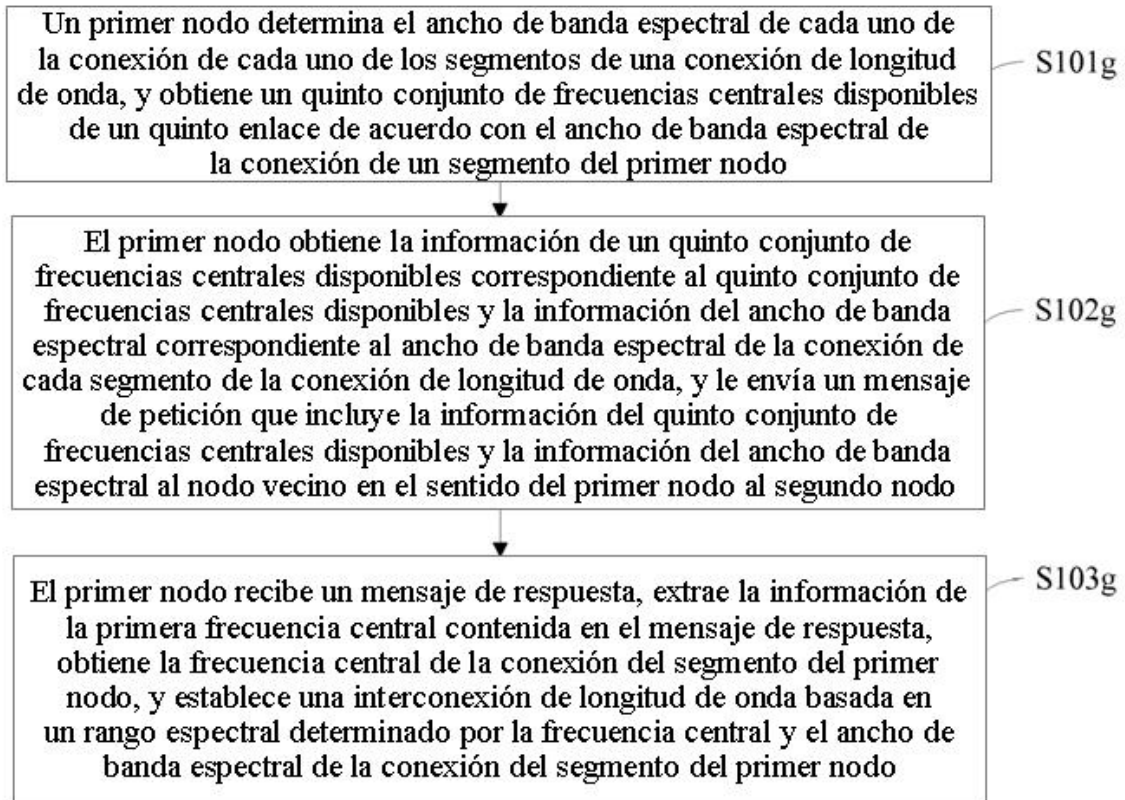 Un primer nodo determina el ancho de banda espectral de cada uno de
la conexión de cada uno de los segmentos de una conexión de longitud
de onda, y obtiene un quinto conjunto de frecuencias centrales disponibles
de un quinto enlace de acuerdo con el ancho de banda espectral de
la conexión de un segmento del primer nodo
S101g
El primer nodo obtiene la información de un quinto conjunto de
frecuencias centrales disponibles correspondiente al quinto conjunto de
frecuencias centrales disponibles y la información del ancho de banda
espectral correspondiente al ancho de banda espectral de la conexión de
cada segmento de la conexión de longitud de onda, y le envía un mensaje
de petición que incluye la información del quinto conjunto de
frecuencias centrales disponibles y la información del ancho de banda
espectral al nodo vecino en el sentido del primer nodo al segundo nodo
S102g
El primer nodo recibe un mensaje de respuesta, extrae la información de
la primera frecuencia central contenida en el mensaje de respuesta,
obtiene la frecuencia central de la conexión del segmento del primer
nodo, y establece una interconexión de longitud de onda basada en
un rango espectral determinado por la frecuencia central y el ancho de
banda espectral de la conexión del segmento del primer nodo
S103g